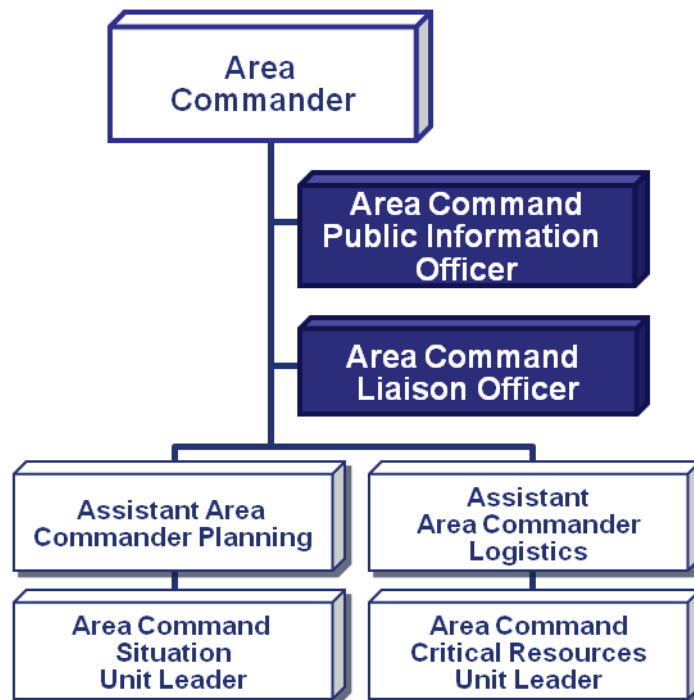 Area
Commander
Area Command
Public Information
Officer
Area Command
Liaison Officer
Assistant Area
Commander Planning
Assistant
Area Commander
Logistics
Area Command
Situation
Unit Leader
Area Command
Critical Resources
Unit Leader